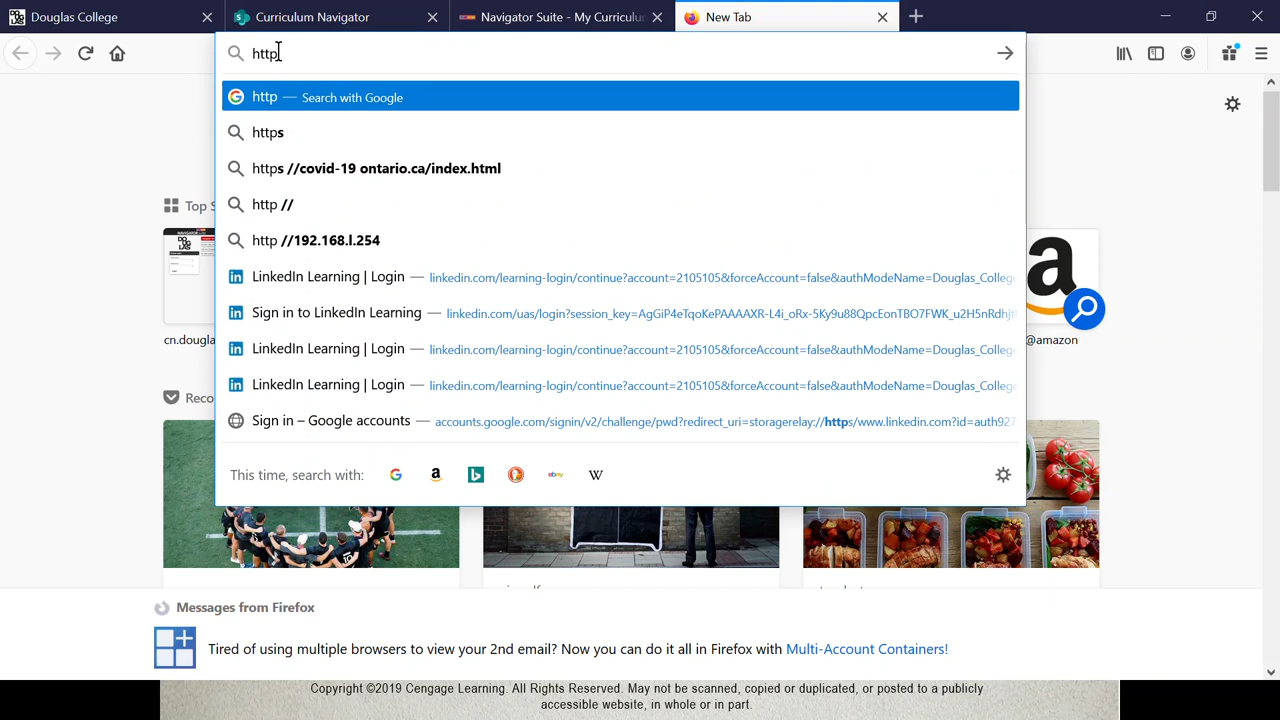 Douglas College
Curriculum Navigator
Navigator Suite - My Curriculu
New Tab
http
http — Search with Google
https
https //covid-19 ontario.ca/index.html
http //
http //192.168.l.254
LinkedIn Learning | Login — linkedin.com/learning-login/continue?account=2105105&forceAccount=false&authModeName=Douglas_College
Sign in to LinkedIn Learning — linkedin.com/uas/login?session_key=AgGiP4eTqoKePAAAAXR-L4i_oRx-5Ky9u88QpcEonTBO7FWK_u2H5nRdhjt
LinkedIn Learning | Login — linkedin.com/learning-login/continue?account=2105105&forceAccount=false&authModeName=Douglas_College
LinkedIn Learning | Login — linkedin.com/learning-login/continue?account=2105105&forceAccount=false&authModeName=Douglas_College
Sign in – Google accounts — accounts.google.com/signin/v2/challenge/pwd?redirect_uri=storagerelay://https/www.linkedin.com?id=auth927
This time, search with:
Top S
cn.dougla
@amazon
Reco
Messages from Firefox
Tired of using multiple browsers to view your 2nd email? Now you can do it all in Firefox with Multi-Account Containers!
Copyright ©2019 Cengage Learning. All Rights Reserved. May not be scanned, copied or duplicated, or posted to a publicly
accessible website, in whole or in part.